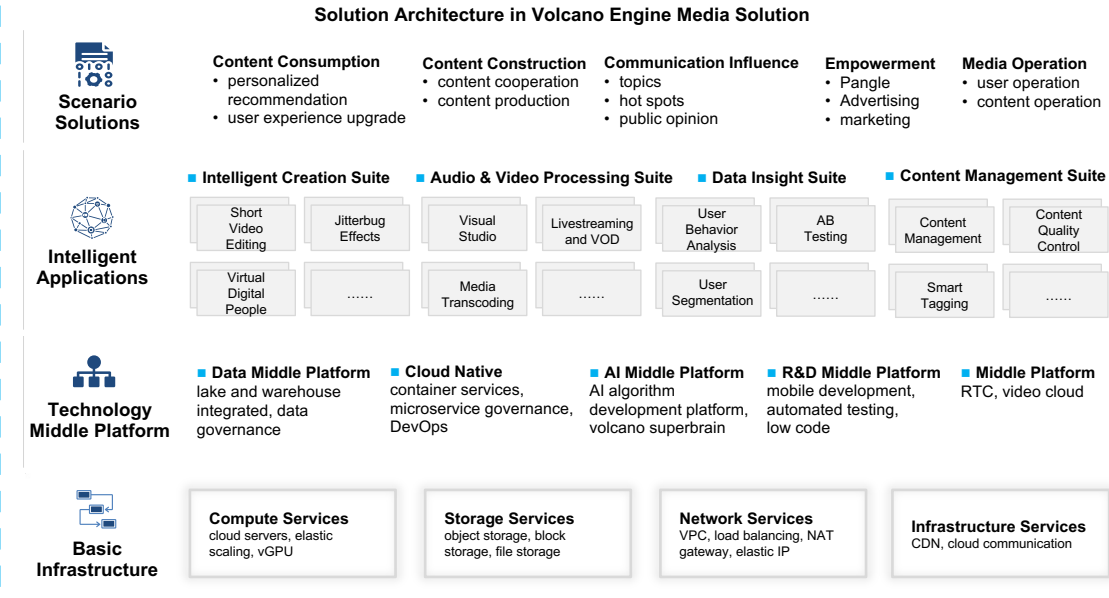 Solution Architecture in Volcano Engine Media Solution
Scenario
Solutions
Content Consumption
• personalized
recommendation
• user experience upgrade
Content Construction
• content cooperation
• content production
Communication Influence
• topics
• hot spots
• public opinion
Empowerment
• Pangle
• Advertising
• marketing
Media Operation
• user operation
• content operation
Intelligent
Applications
■ Intelligent Creation Suite
Short
Video
Editing
Jitterbug
Effects
Virtual
Digital
People
……
■ Audio & Video Processing Suite
Visual
Studio
Livestreaming
and VOD
Media
Transcoding
……
■ Data Insight Suite
User
Behavior
Analysis
AB
Testing
User
Segmentation
……
■ Content Management Suite
Content
Management
Content
Quality
Control
Smart
Tagging
……
Technology
Middle Platform
■ Data Middle Platform
lake and warehouse
integrated, data
governance
■ Cloud Native
container services,
microservice governance,
DevOps
■ AI Middle Platform
AI algorithm
development platform,
volcano superbrain
■ R&D Middle Platform
mobile development,
automated testing,
low code
■ Middle Platform
RTC, video cloud
Basic
Infrastructure
Compute Services
cloud servers, elastic
scaling, vGPU
Storage Services
object storage, block
storage, file storage
Network Services
VPC, load balancing, NAT
gateway, elastic IP
Infrastructure Services
CDN, cloud communication